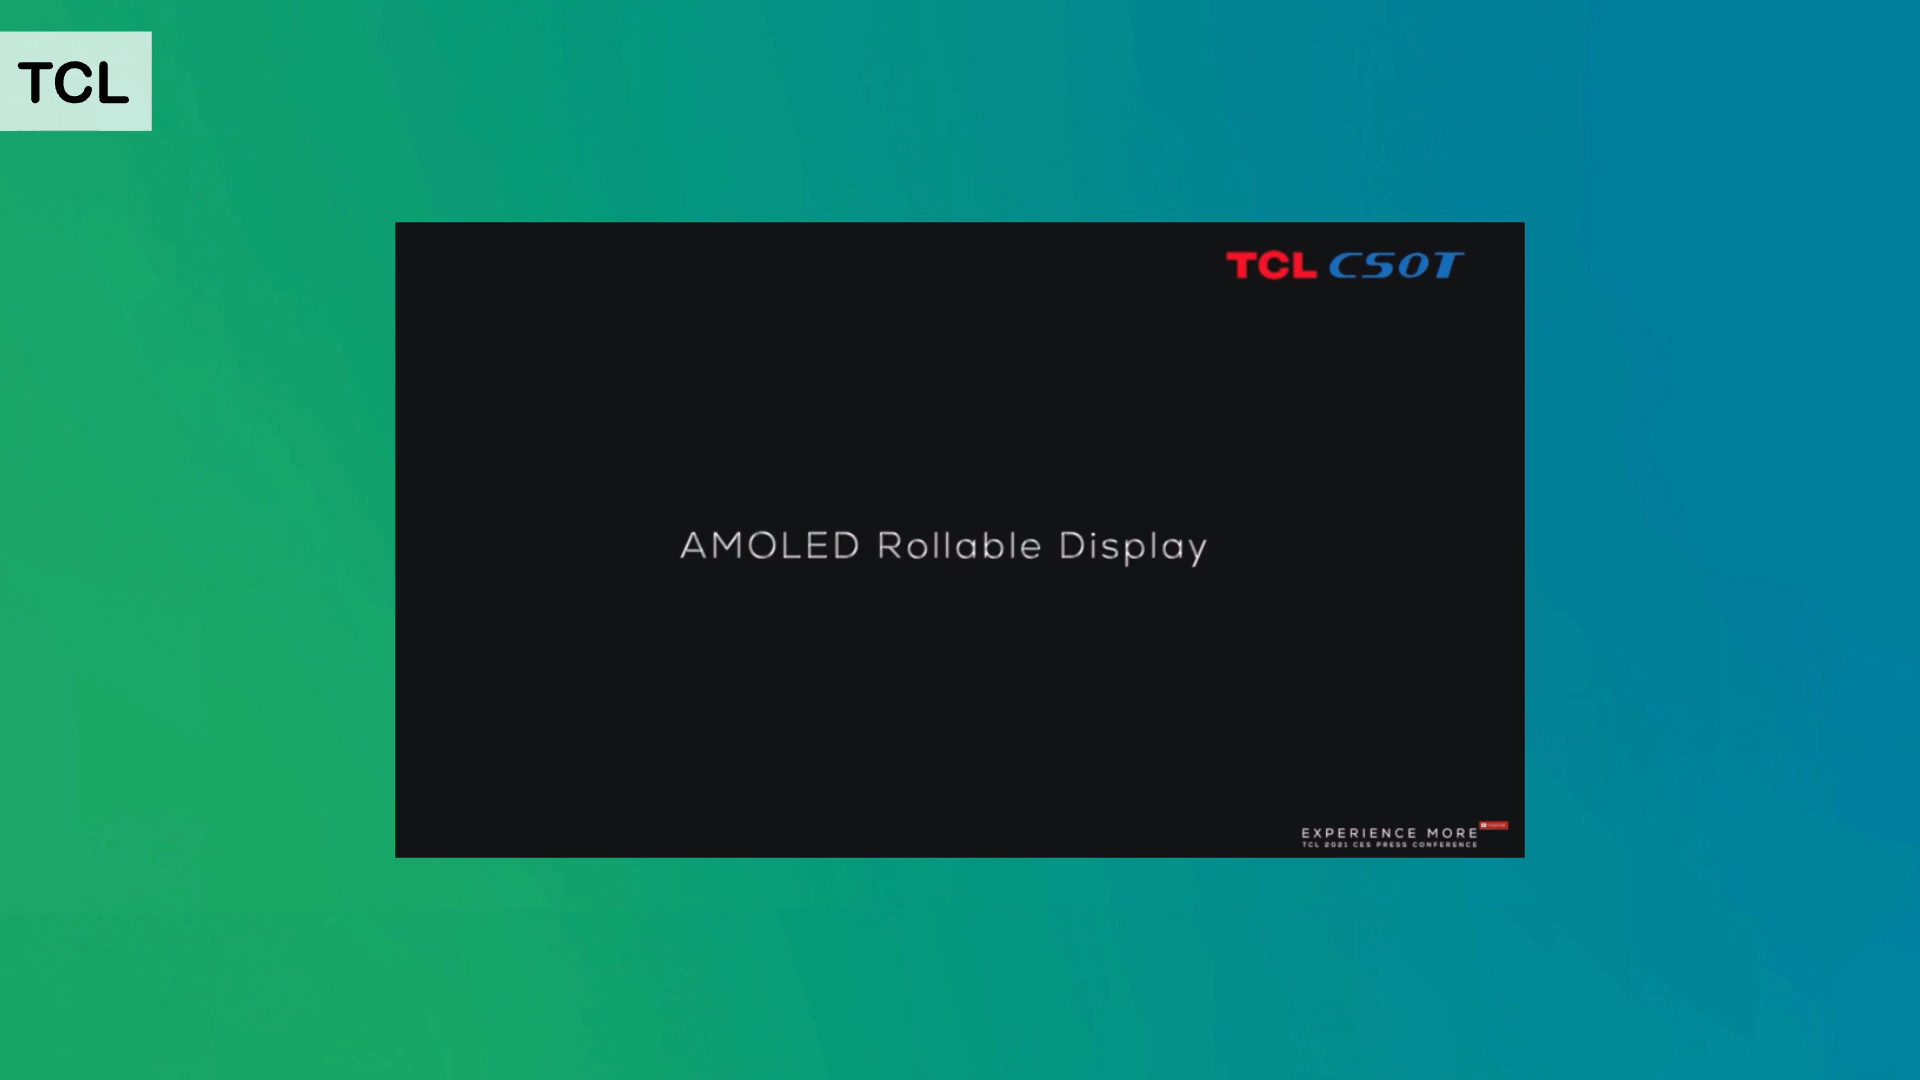 TCL
TCL CSOT
AMOLED Rollable Display
EXPERIENCE MORE
TCL 2021 CES PRESS CONFERENCE